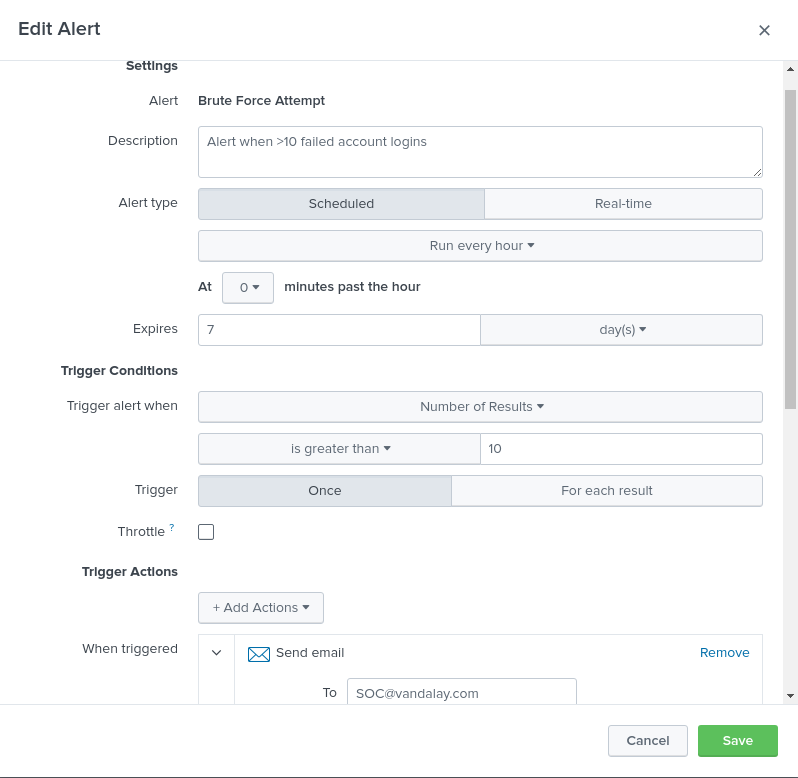 Edit Alert ×
Settings
Alert Brute Force Attempt
Description Alert when >10 failed account logins
Alert type Scheduled Real-time
Run every hour
At 0 minutes past the hour
Expires 7 day(s)
Trigger Conditions
Trigger alert when Number of Results
is greater than 10
Trigger Once For each result
Throttle ?
Trigger Actions
+ Add Actions
When triggered Send email Remove
To SOC@vandalay.com
Cancel Save